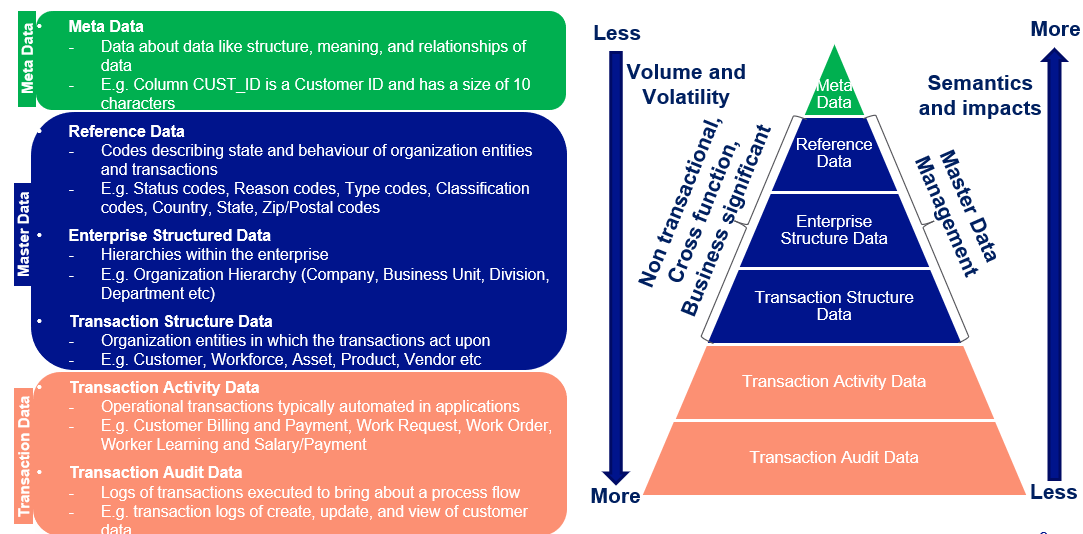 Meta Data
• Meta Data
- Data about data like structure, meaning, and relationships of
data
- E.g. Column CUST_ID is a Customer ID and has a size of 10
characters
Master Data
• Reference Data
- Codes describing state and behaviour of organization entities
and transactions
- E.g. Status codes, Reason codes, Type codes, Classification
codes, Country, State, Zip/Postal codes
• Enterprise Structured Data
- Hierarchies within the enterprise
- E.g. Organization Hierarchy (Company, Business Unit, Division,
Department etc)
• Transaction Structure Data
- Organization entities in which the transactions act upon
- E.g. Customer, Workforce, Asset, Product, Vendor etc
Transaction Data
• Transaction Activity Data
- Operational transactions typically automated in applications
- E.g. Customer Billing and Payment, Work Request, Work Order,
Worker Learning and Salary/Payment
• Transaction Audit Data
- Logs of transactions executed to bring about a process flow
- E.g. transaction logs of create, update, and view of customer
data
Less
Volume and
Volatility
More
Non transactional,
Cross function,
Business significant
Meta
Data
Reference
Data
Enterprise
Structure Data
Transaction Structure
Data
Transaction Activity Data
Transaction Audit Data
Master Data
Management
More
Semantics
and impacts
Less